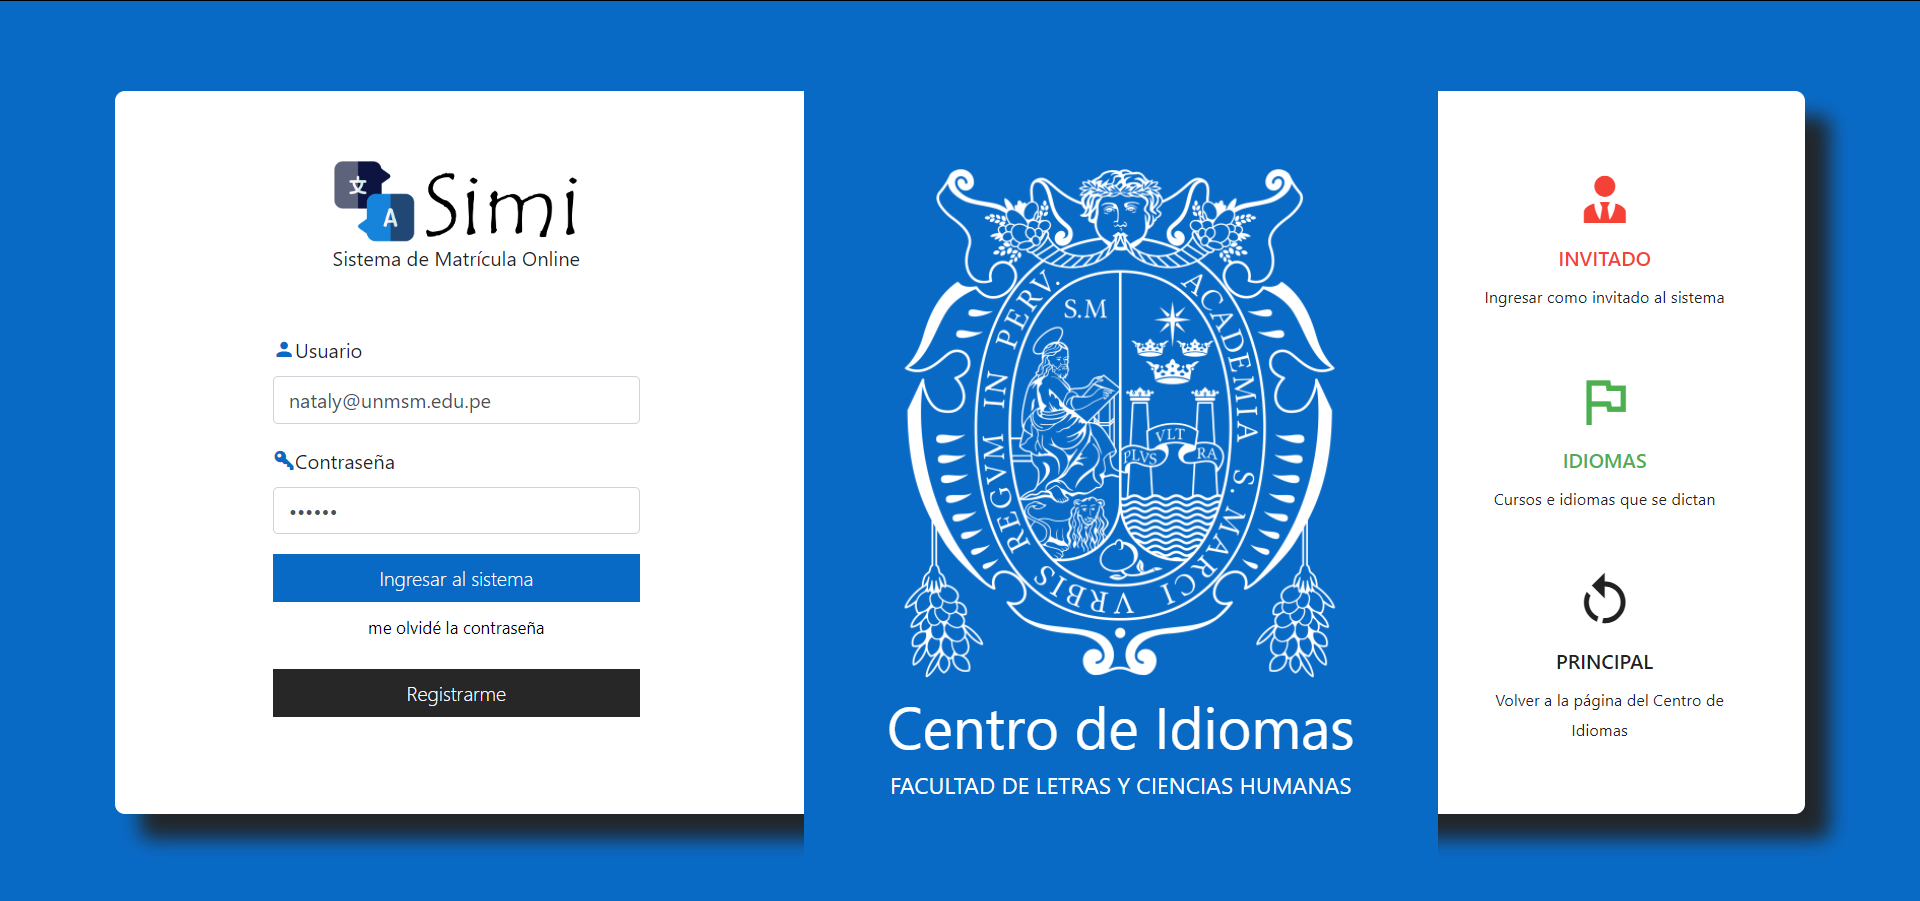 文
A
Simi
Sistema de Matrícula Online
Usuario
nataly@unmsm.edu.pe
Contraseña
••••••
Ingresar al sistema
me olvidé la contraseña
Registrarme
ACADEMIA S. MARCI VRBIS REGVM IN PERV.
S.M
PLVS VLT RA
Centro de Idiomas
FACULTAD DE LETRAS Y CIENCIAS HUMANAS
INVITADO
Ingresar como invitado al sistema
IDIOMAS
Cursos e idiomas que se dictan
PRINCIPAL
Volver a la página del Centro de
Idiomas